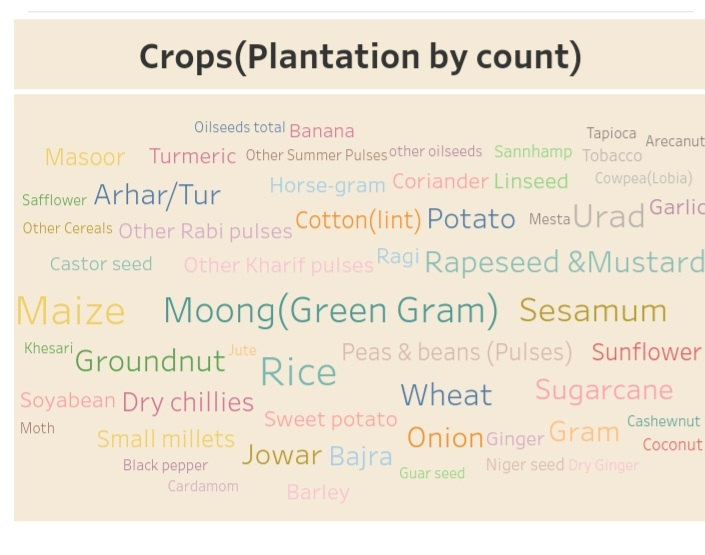 Crops(Plantation by count)
Oilseeds total Banana
Tapioca
Arecanut
Masoor Turmeric Other Summer Pulses other oilseeds Sannhamp Tobacco
Horse-gram Coriander Linseed Cowpea(Lobia)
Safflower Arhar/Tur
Other Cereals Other Rabi pulses Cotton(lint) Potato Mesta Urad Garlic
Castor seed Other Kharif pulses Ragi Rapeseed &Mustard
Maize Moong(Green Gram) Sesamum
Khesari Groundnut Jute Rice Peas & beans (Pulses) Sunflower
Soyabean Dry chillies Wheat Sugarcane
Moth Sweet potato Cashewnut
Small millets Onion Ginger Gram Coconut
Black pepper Jowar Bajra Guar seed Niger seed Dry Ginger
Cardamom Barley